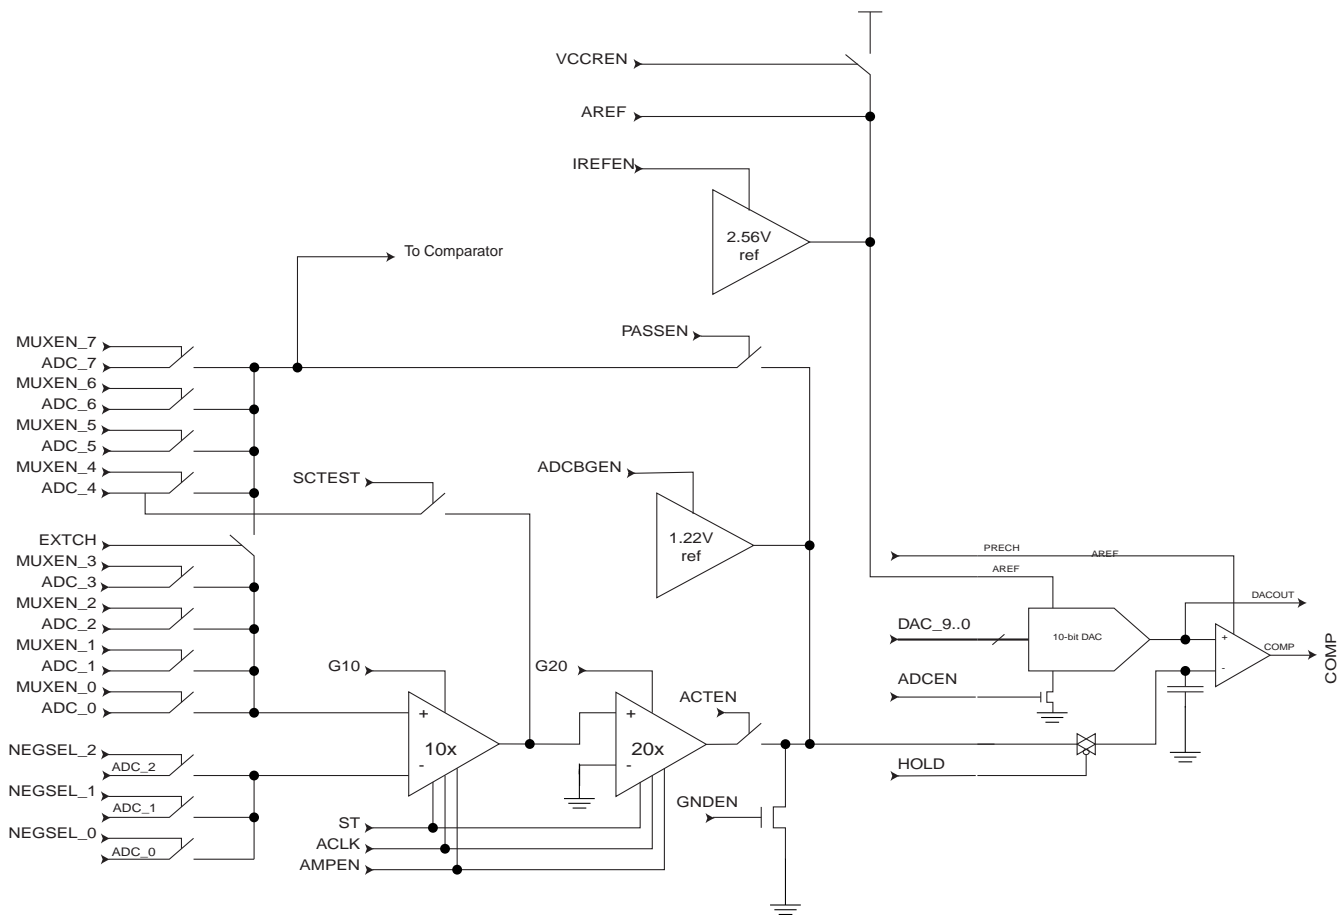 VCCREN
AREF
IREFEN
2.56V
ref
To Comparator
PASSEN
MUXEN_7
ADC_7
MUXEN_6
ADC_6
MUXEN_5
ADC_5
MUXEN_4
ADC_4
SCTEST
ADCBGEN
1.22V
ref
EXTCH
MUXEN_3
ADC_3
MUXEN_2
ADC_2
MUXEN_1
ADC_1
MUXEN_0
ADC_0
PRECH
AREF
AREF
DACOUT
DAC_9..0
10-bit DAC
+
-
COMP
COMP
ADCEN
HOLD
G10
G20
ACTEN
+
10x
-
+
20x
-
NEGSEL_2
ADC_2
NEGSEL_1
ADC_1
NEGSEL_0
ADC_0
GNDEN
ST
ACLK
AMPEN